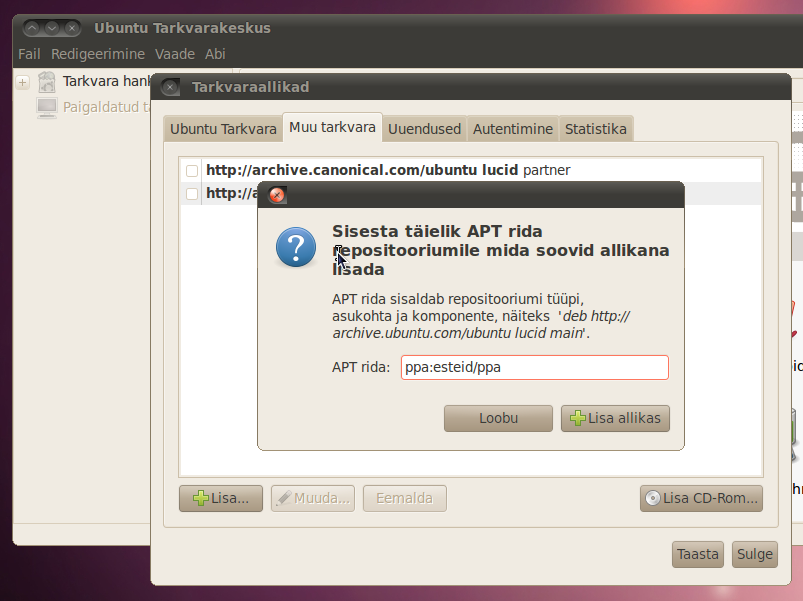 Ubuntu Tarkvarakeskus
Fail Redigeerimine Vaade Abi
Tarkvara
Paigaldatud
Tarkvaraallikad
Ubuntu Tarkvara Muu tarkvara Uuendused Autentimine Statistika
http://archive.canonical.com/ubuntu lucid partner
Sisesta täielik APT rida
repositooriumile mida soovid allikana
lisada
APT rida sisaldab repositooriumi tüüpi,
asukohta ja komponente, näiteks 'deb http://
archive.ubuntu.com/ubuntu lucid main'.
APT rida: ppa:esteid/ppa
Loobu Lisa allikas
Lisa... Muuda... Eemalda Lisa CD-Rom...
Taasta Sulge